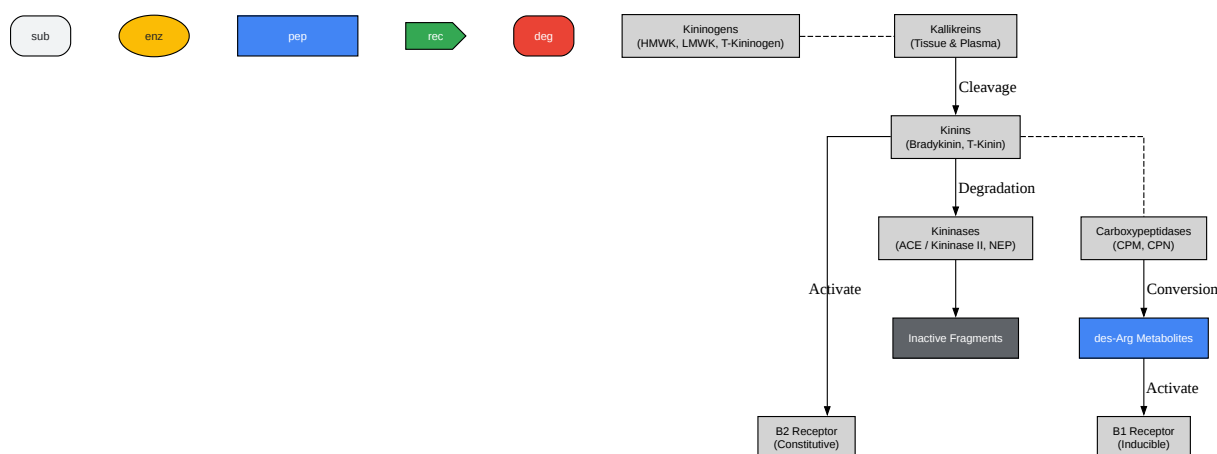 sub
enz
pep
rec
deg
Kininogens
(HMWK, LMWK, T-Kininogen)
Kallikreins
(Tissue & Plasma)
Cleavage
Kinins
(Bradykinin, T-Kinin)
Degradation
Kininases
(ACE / Kininase II, NEP)
Carboxypeptidases
(CPM, CPN)
Activate
Conversion
Inactive Fragments
des-Arg Metabolites
Activate
B2 Receptor
(Constitutive)
B1 Receptor
(Inducible)